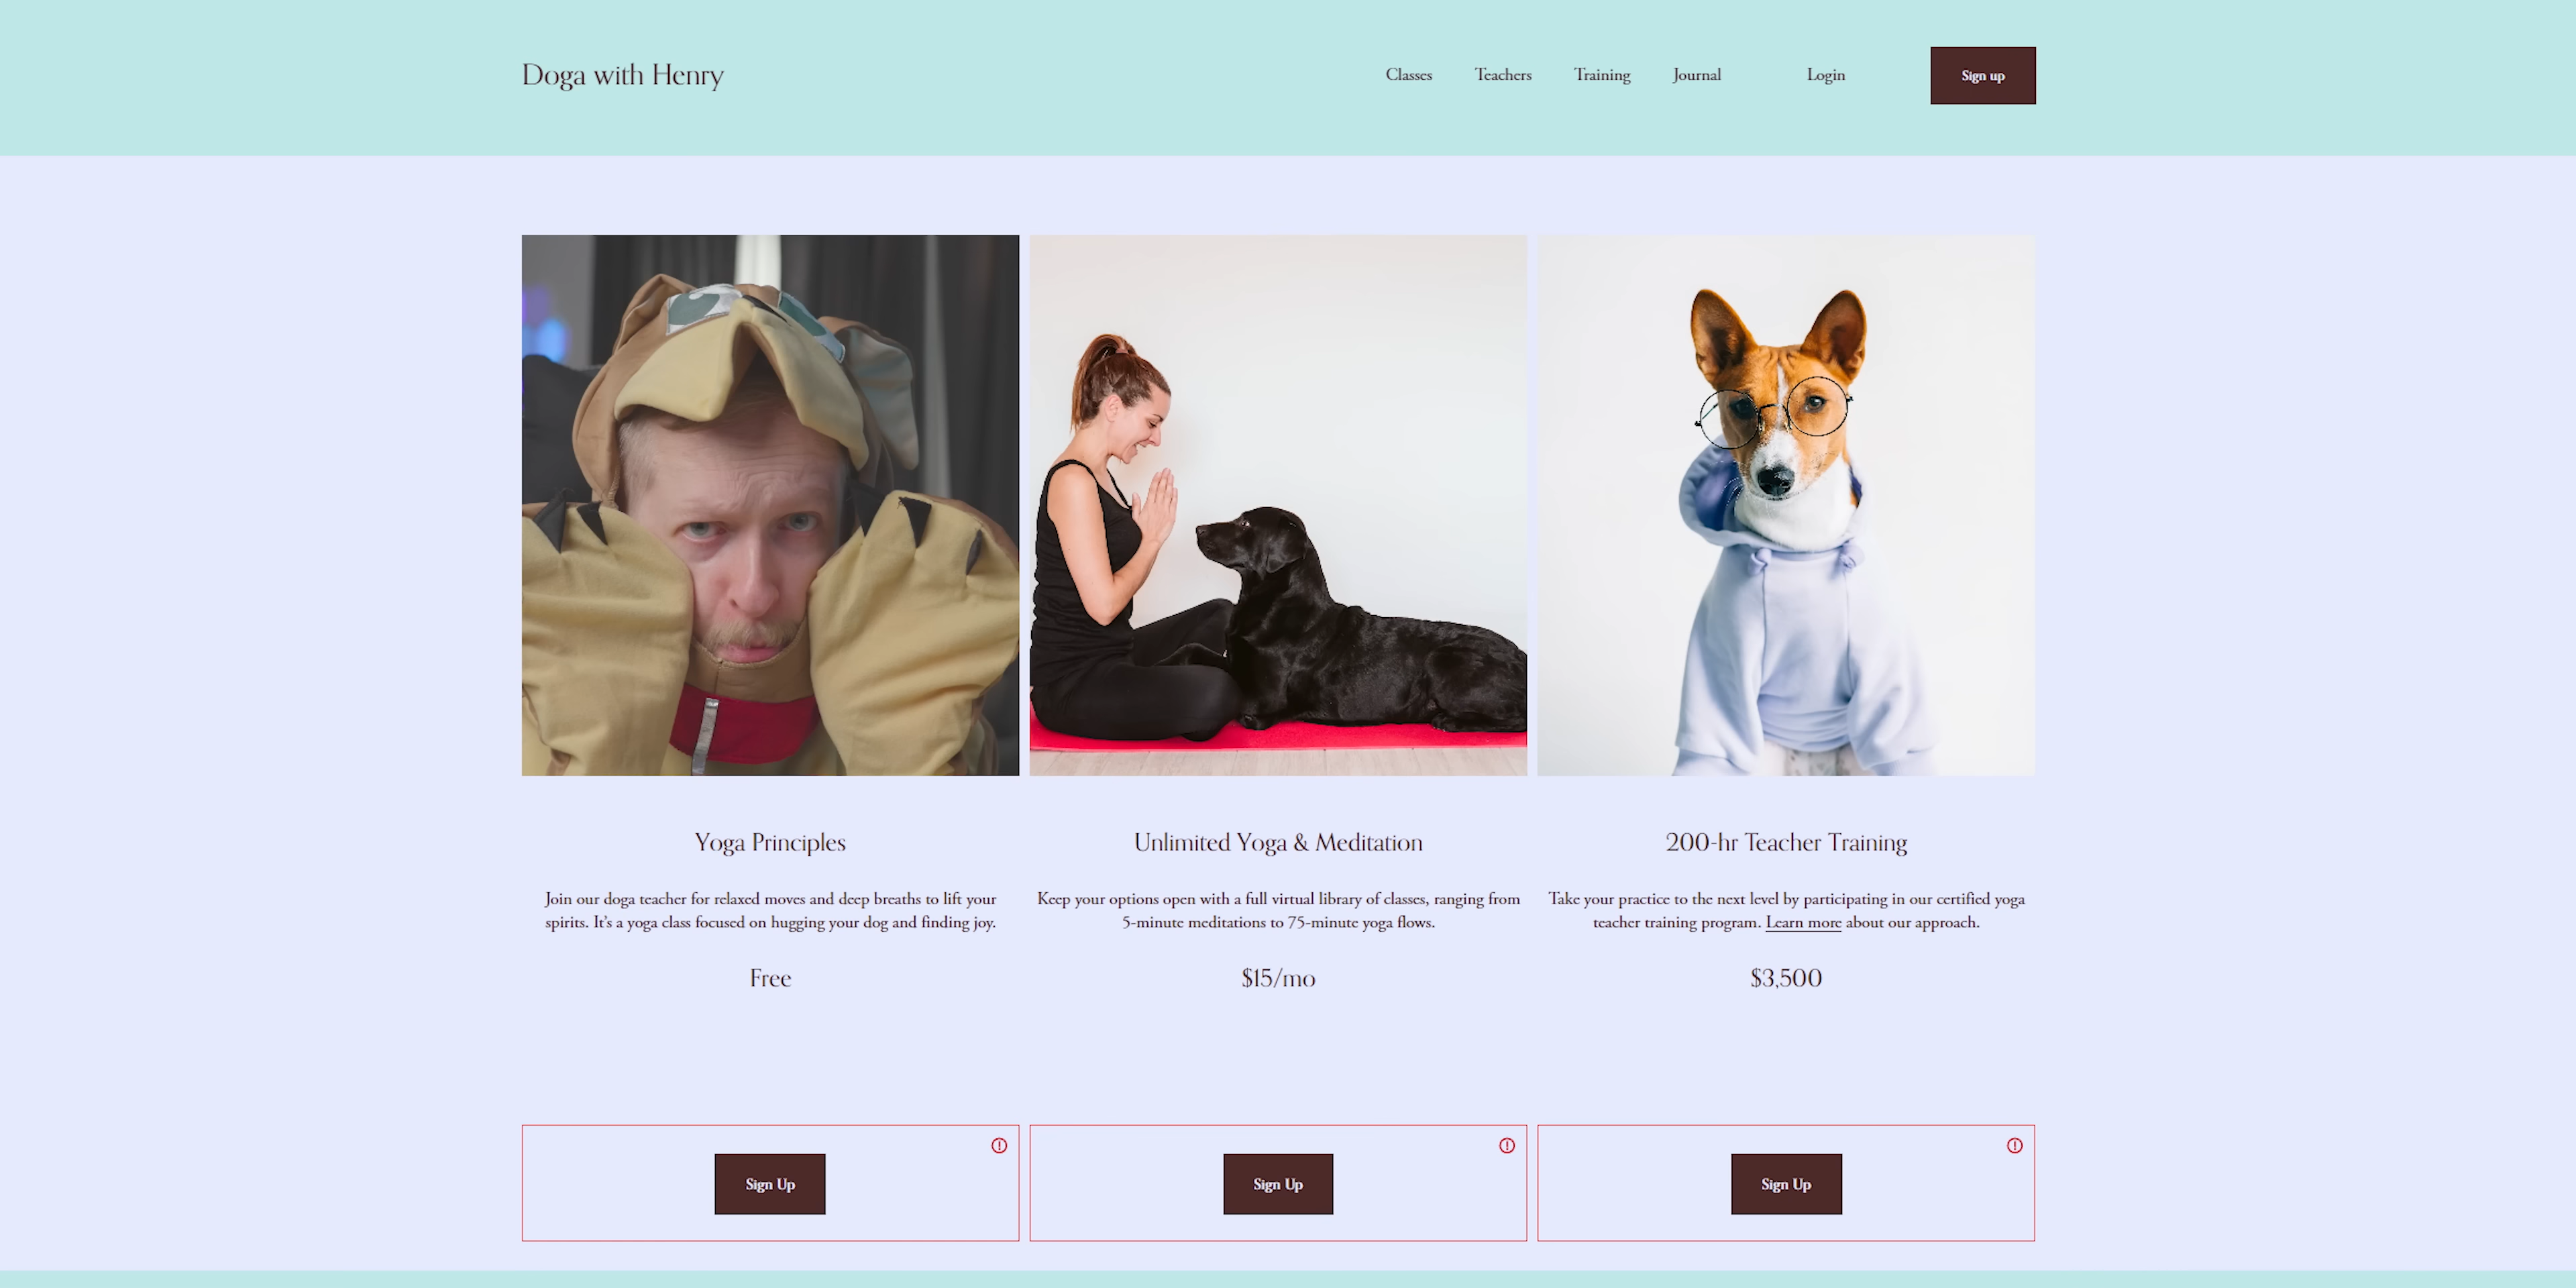 Doga with Henry
Classes
Teachers
Training
Journal
Login
Sign up
Yoga Principles
Join our doga teacher for relaxed moves and deep breaths to lift your
spirits. It's a yoga class focused on hugging your dog and finding joy.
Free
Unlimited Yoga & Meditation
Keep your options open with a full virtual library of classes, ranging from
5-minute meditations to 75-minute yoga flows.
$15/mo
200-hr Teacher Training
Take your practice to the next level by participating in our certified yoga
teacher training program. Learn more about our approach.
$3,500
Sign Up
Sign Up
Sign Up